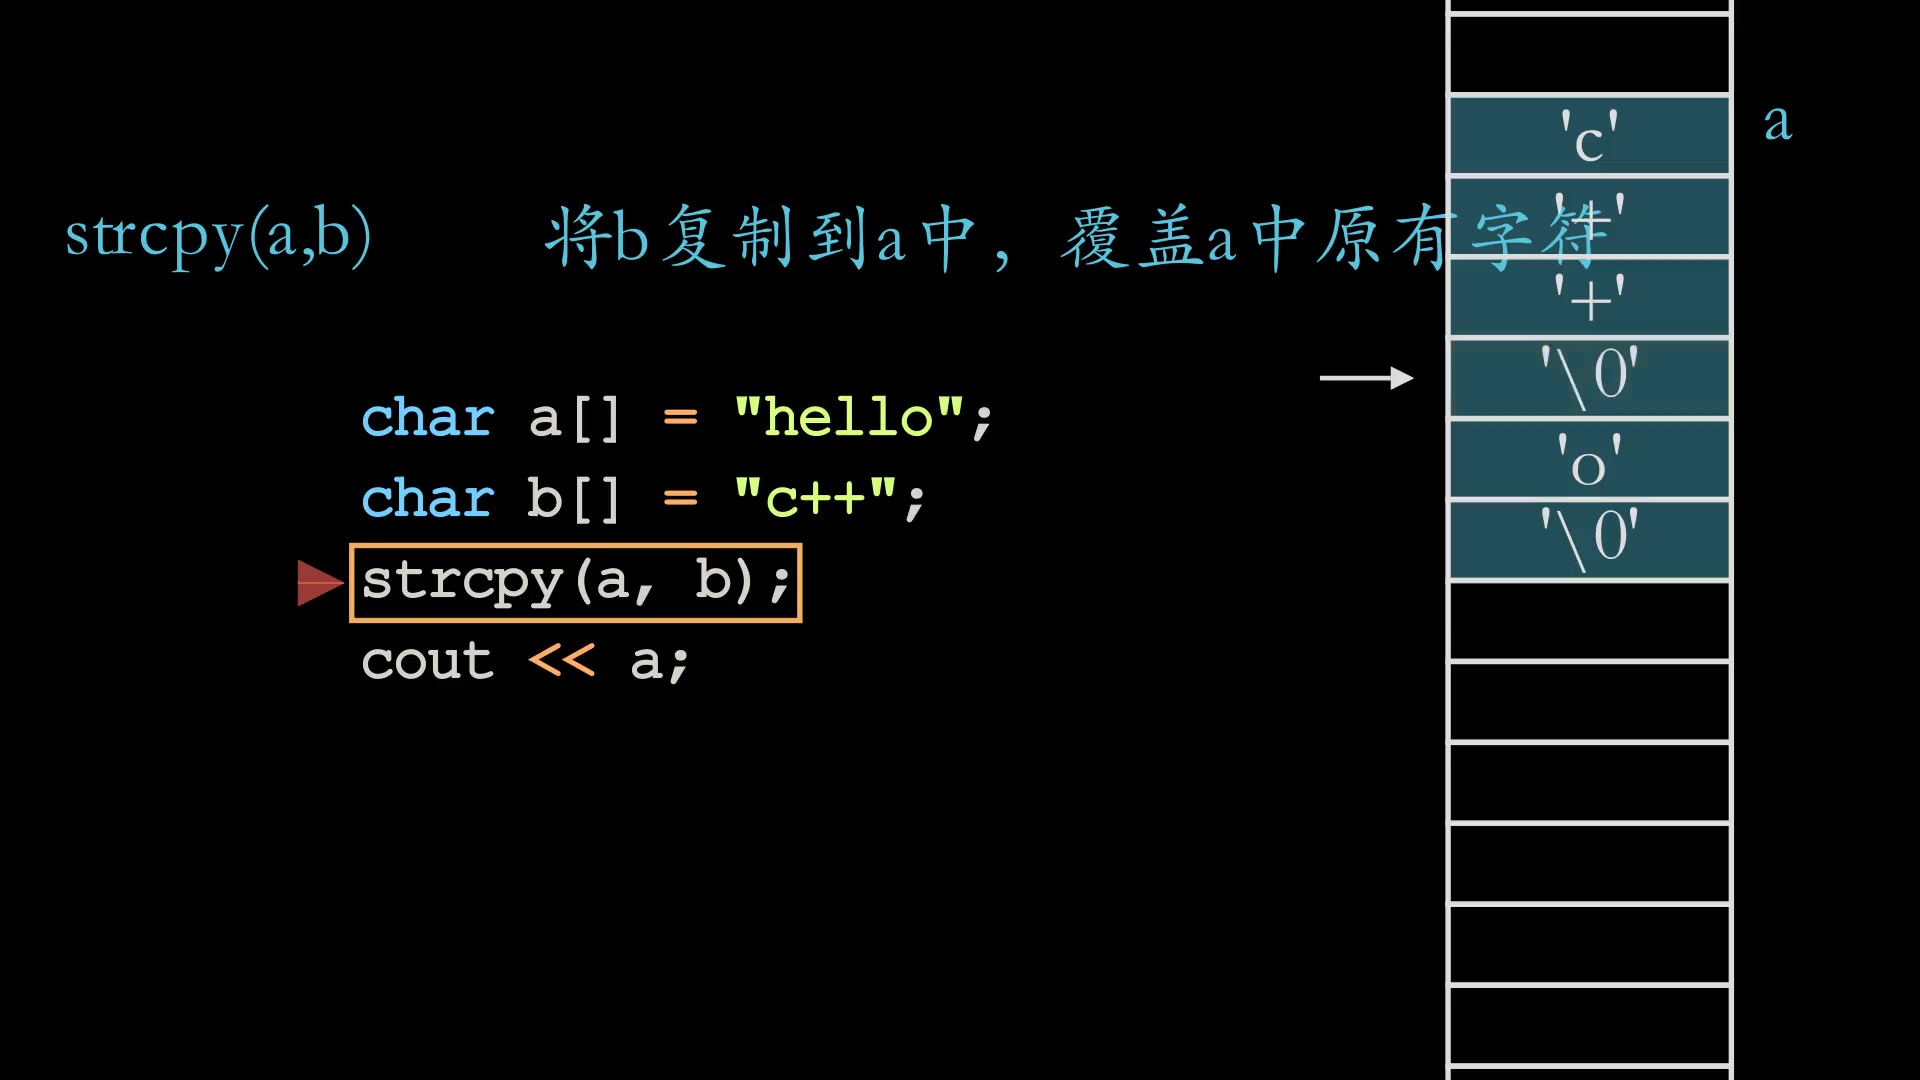 a
strcpy(a,b) 将b复制到a中，覆盖a中原有字符
char a[] = "hello";
char b[] = "c++";
strcpy(a, b);
cout << a;
'c'
'+'
'+'
'\0'
'o'
'\0'